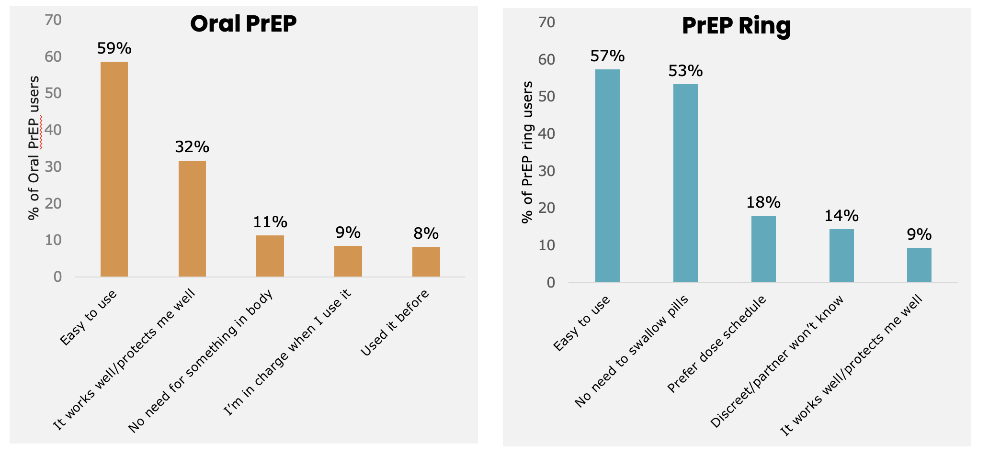 Oral PrEP
% of Oral PrEP users
70
60
50
40
30
20
10
0
59%
32%
11%
9%
8%
Easy to use
It works well/protects me well
No need for something in body
I’m in charge when I use it
Used it before
PrEP Ring
% of PrEP ring users
70
60
50
40
30
20
10
0
57%
53%
18%
14%
9%
Easy to use
No need to swallow pills
Prefer dose schedule
Discreet/partner won’t know
It works well/protects me well